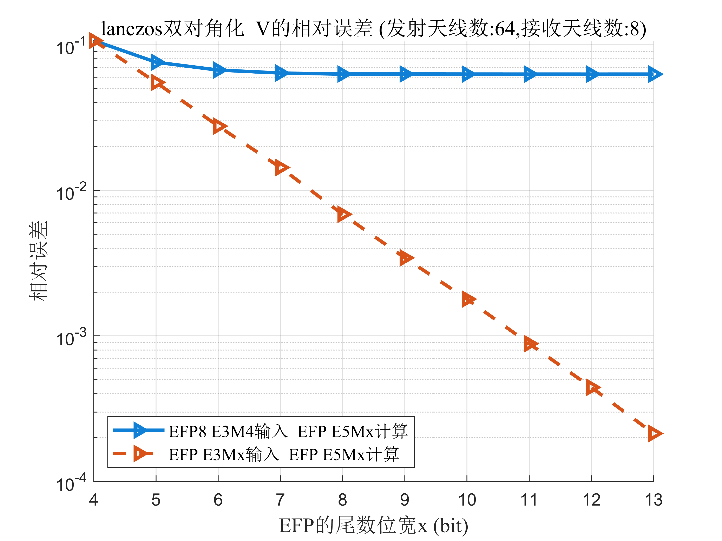 lanczos双对角化 V的相对误差 (发射天线数:64,接收天线数:8)
10-1
10-2
10-3
10-4
相对误差
EFP8 E3M4输入 EFP E5Mx计算
EFP E3Mx输入 EFP E5Mx计算
4 5 6 7 8 9 10 11 12 13
EFP的尾数位宽x (bit)